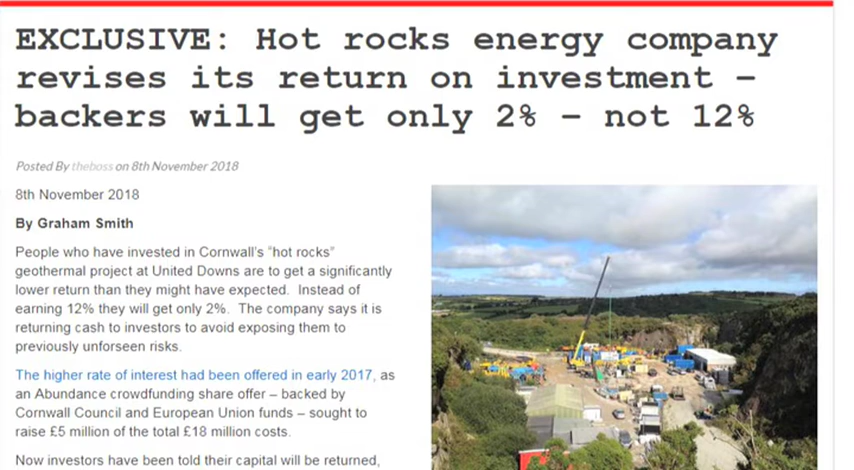 EXCLUSIVE: Hot rocks energy company
revises its return on investment –
backers will get only 2% – not 12%
Posted By theboss on 8th November 2018
8th November 2018
By Graham Smith
People who have invested in Cornwall's "hot rocks"
geothermal project at United Downs are to get a significantly
lower return than they might have expected. Instead of
earning 12% they will get only 2%. The company says it is
returning cash to investors to avoid exposing them to
previously unforseen risks.
The higher rate of interest had been offered in early 2017, as
an Abundance crowdfunding share offer – backed by
Cornwall Council and European Union funds – sought to
raise £5 million of the total £18 million costs.
Now investors have been told their capital will be returned,